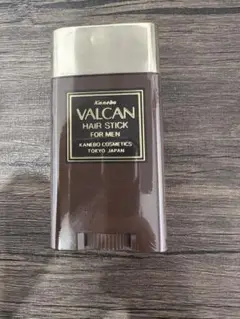 Kanebo
VALCAN
HAIR STICK
FOR MEN
KANEBO COSMETICS
TOKYO JAPAN